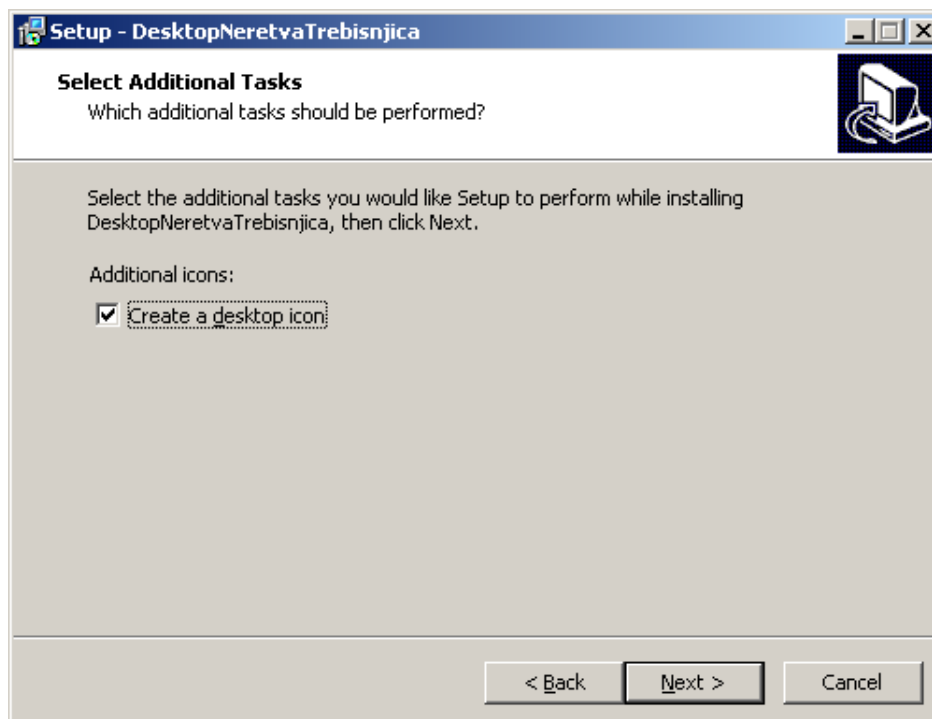 Setup - DesktopNeretvaTrebisnjica
Select Additional Tasks
Which additional tasks should be performed?
Select the additional tasks you would like Setup to perform while installing
DesktopNeretvaTrebisnjica, then click Next.
Additional icons:
Create a desktop icon
< Back
Next >
Cancel